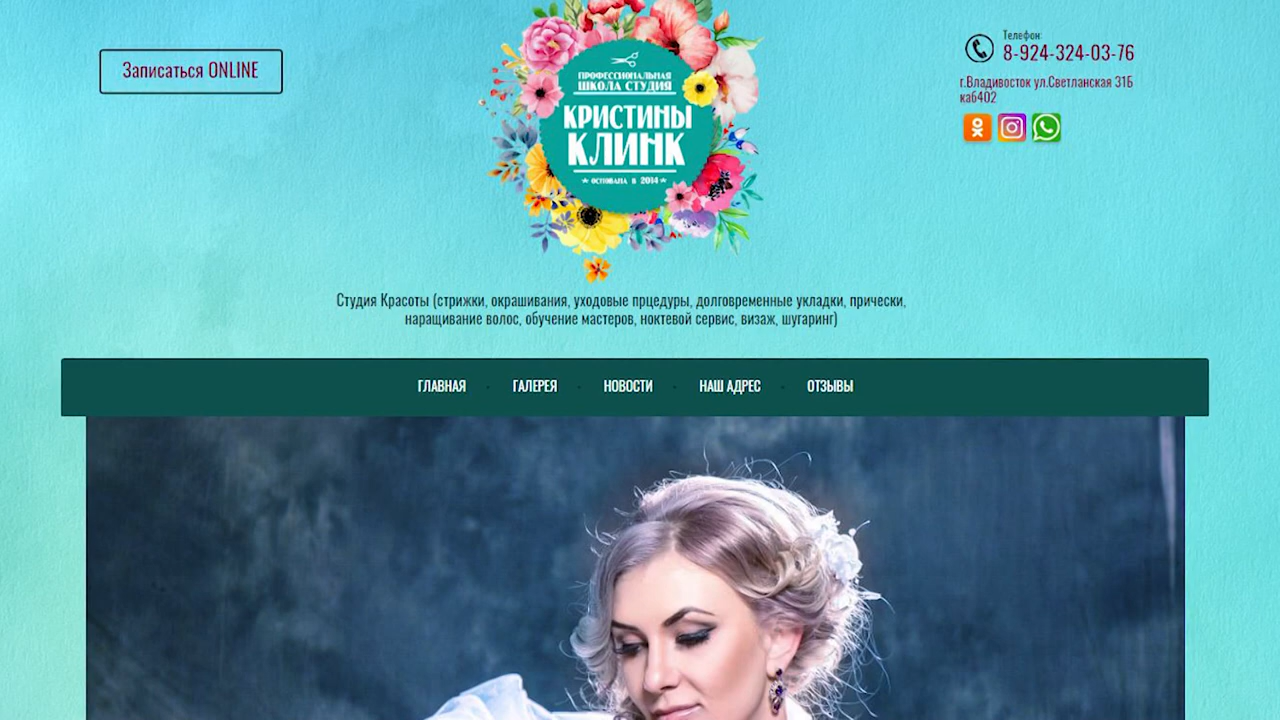 Записаться ONLINE
ПРОФЕССИОНАЛЬНАЯ
ШКОЛА СТУДИЯ
КРИСТИНЫ
КЛИНК
ОСНОВАНА В 2014
Телефон:
8-924-324-03-76
г.Владивосток ул.Светланская 31Б
каб402
Студия Красоты (стрижки, окрашивания, уходовые прцедуры, долговременные укладки, прически,
наращивание волос, обучение мастеров, ноктевой сервис, визаж, шугаринг)
ГЛАВНАЯ ГАЛЕРЕЯ НОВОСТИ НАШ АДРЕС ОТЗЫВЫ